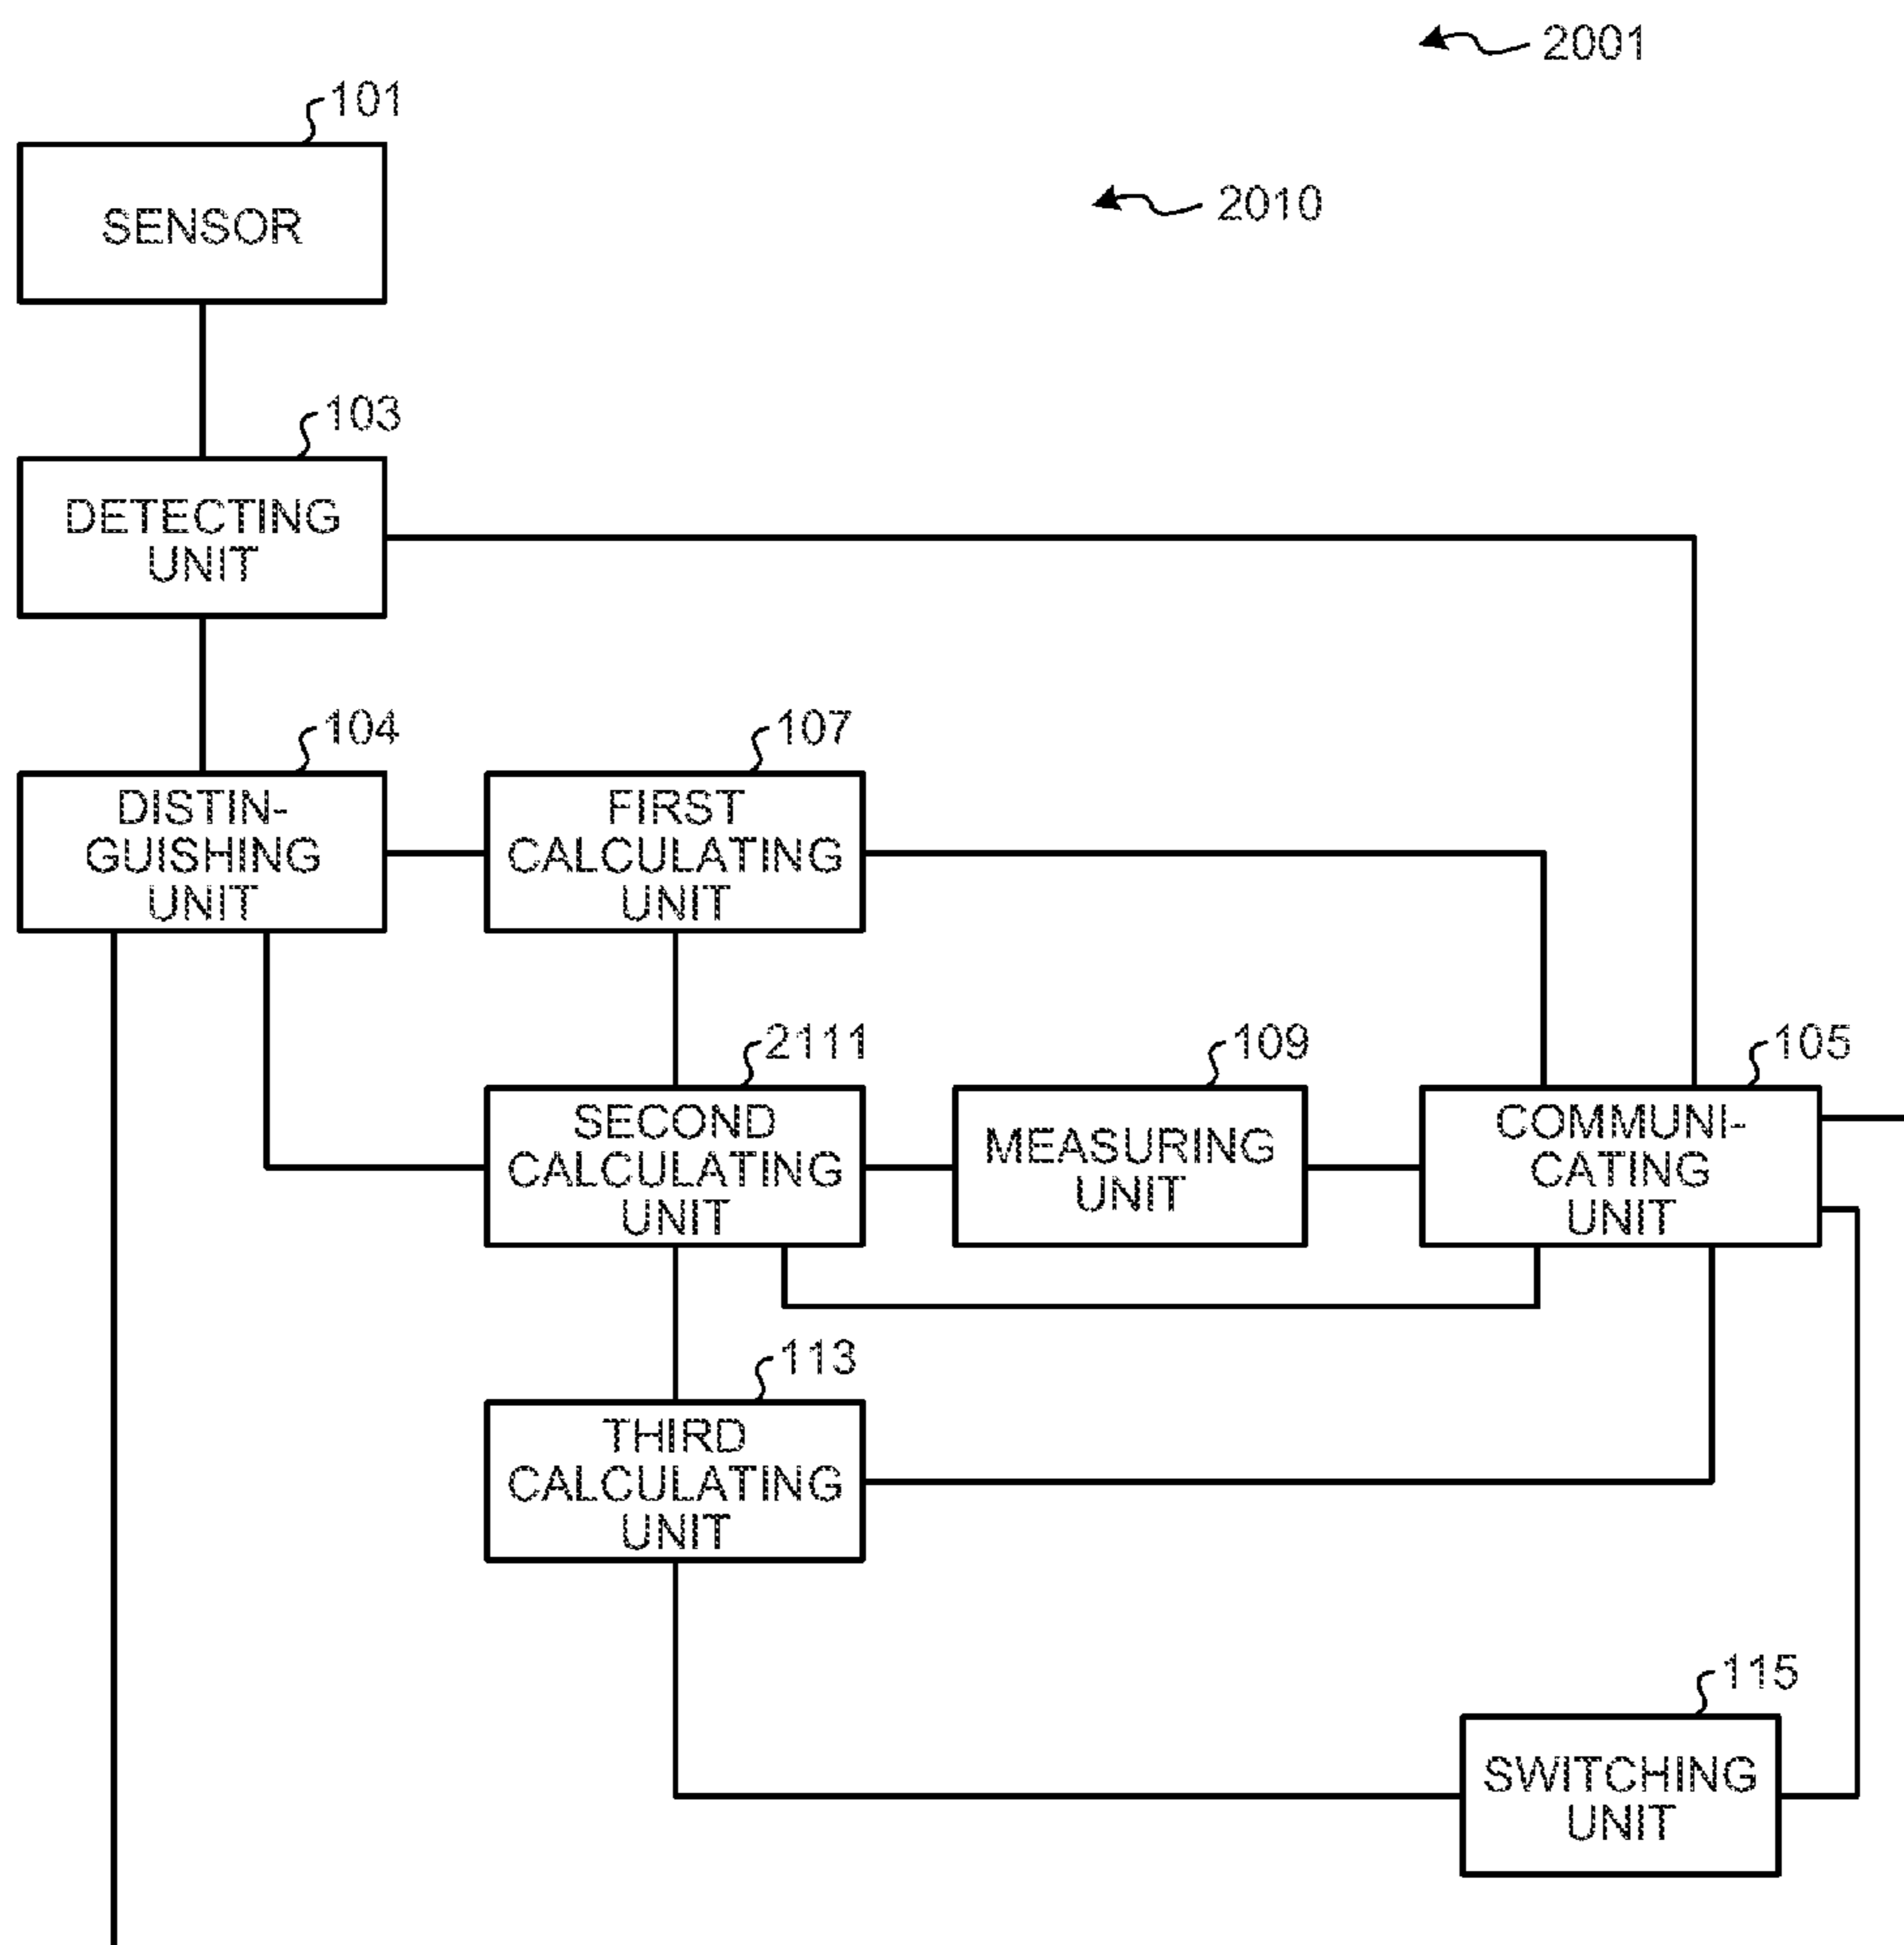 2001
101
SENSOR
2010
103
DETECTING
UNIT
104
DISTIN-
GUISHING
UNIT
107
FIRST
CALCULATING
UNIT
2111
SECOND
CALCULATING
UNIT
109
MEASURING
UNIT
105
COMMUNI-
CATING
UNIT
113
THIRD
CALCULATING
UNIT
115
SWITCHING
UNIT